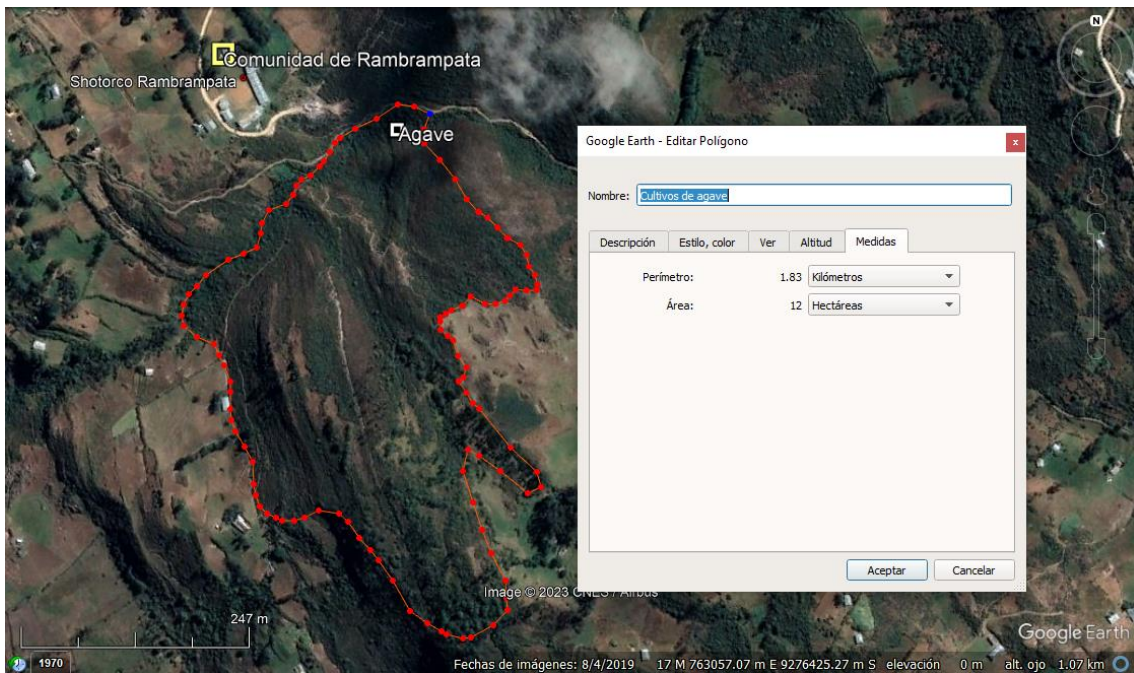 N
Comunidad de Rambrampata
Shotorco Rambrampata
Agave
Google Earth - Editar Polígono
x
Nombre: Cultivos de agave
Descripción Estilo, color Ver Altitud Medidas
Perímetro: 1.83 Kilómetros
Área: 12 Hectáreas
Aceptar Cancelar
Image © 2023 CNES / Airbus
247 m
Google Earth
1970
Fechas de imágenes: 8/4/2019 17 M 763057.07 m E 9276425.27 m S elevación 0 m alt. ojo 1.07 km